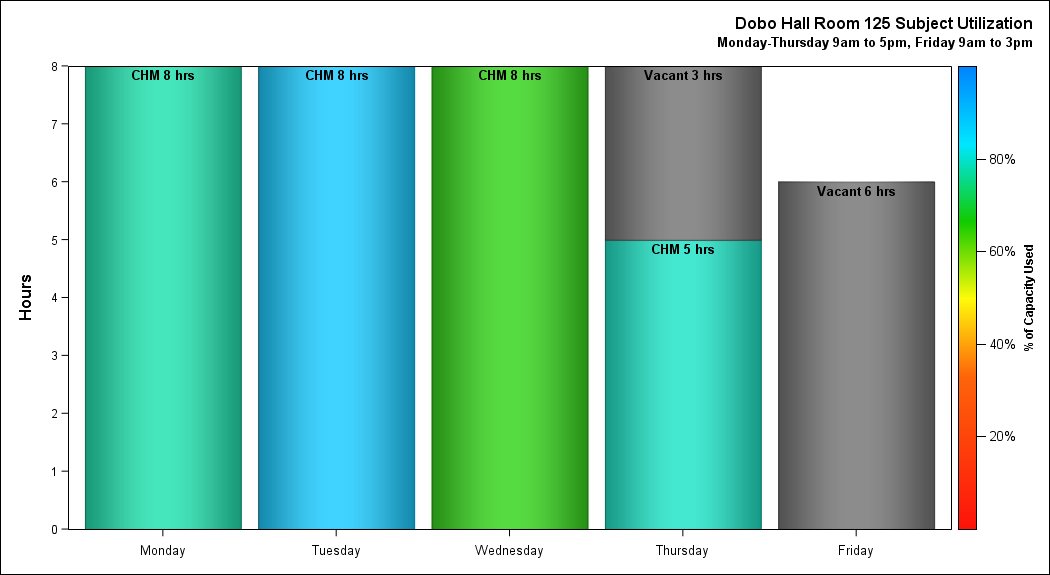 Dobo Hall Room 125 Subject Utilization
Monday-Thursday 9am to 5pm, Friday 9am to 3pm
8
7
6
5
4
3
2
1
0
Hours
CHM 8 hrs
CHM 8 hrs
CHM 8 hrs
Vacant 3 hrs
CHM 5 hrs
Vacant 6 hrs
Monday
Tuesday
Wednesday
Thursday
Friday
80%
60%
40%
20%
% of Capacity Used